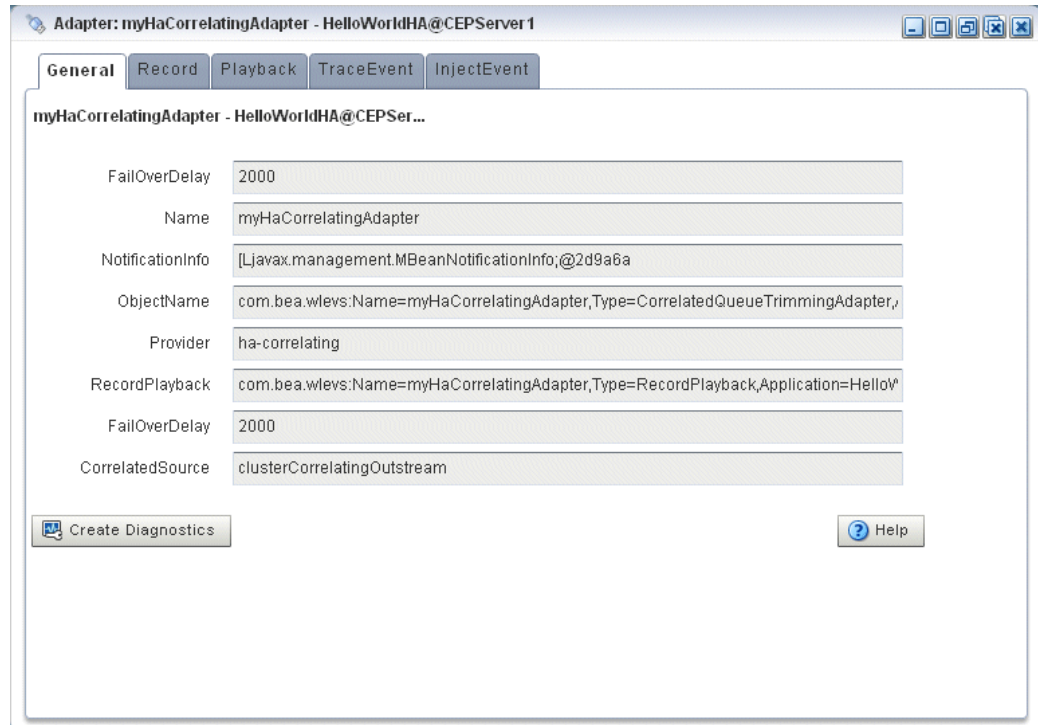 Adapter: myHaCorrelatingAdapter - HelloWorldHA@CEPServer1
General Record Playback TraceEvent InjectEvent
myHaCorrelatingAdapter - HelloWorldHA@CEPSer...
FailOverDelay 2000
Name myHaCorrelatingAdapter
NotificationInfo [Ljavax.management.MBeanNotificationInfo;@2d9a6a
ObjectName com.bea.wlevs:Name=myHaCorrelatingAdapter,Type=CorrelatedQueueTrimmingAdapter,
Provider ha-correlating
RecordPlayback com.bea.wlevs:Name=myHaCorrelatingAdapter,Type=RecordPlayback,Application=Hello
FailOverDelay 2000
CorrelatedSource clusterCorrelatingOutstream
Create Diagnostics Help